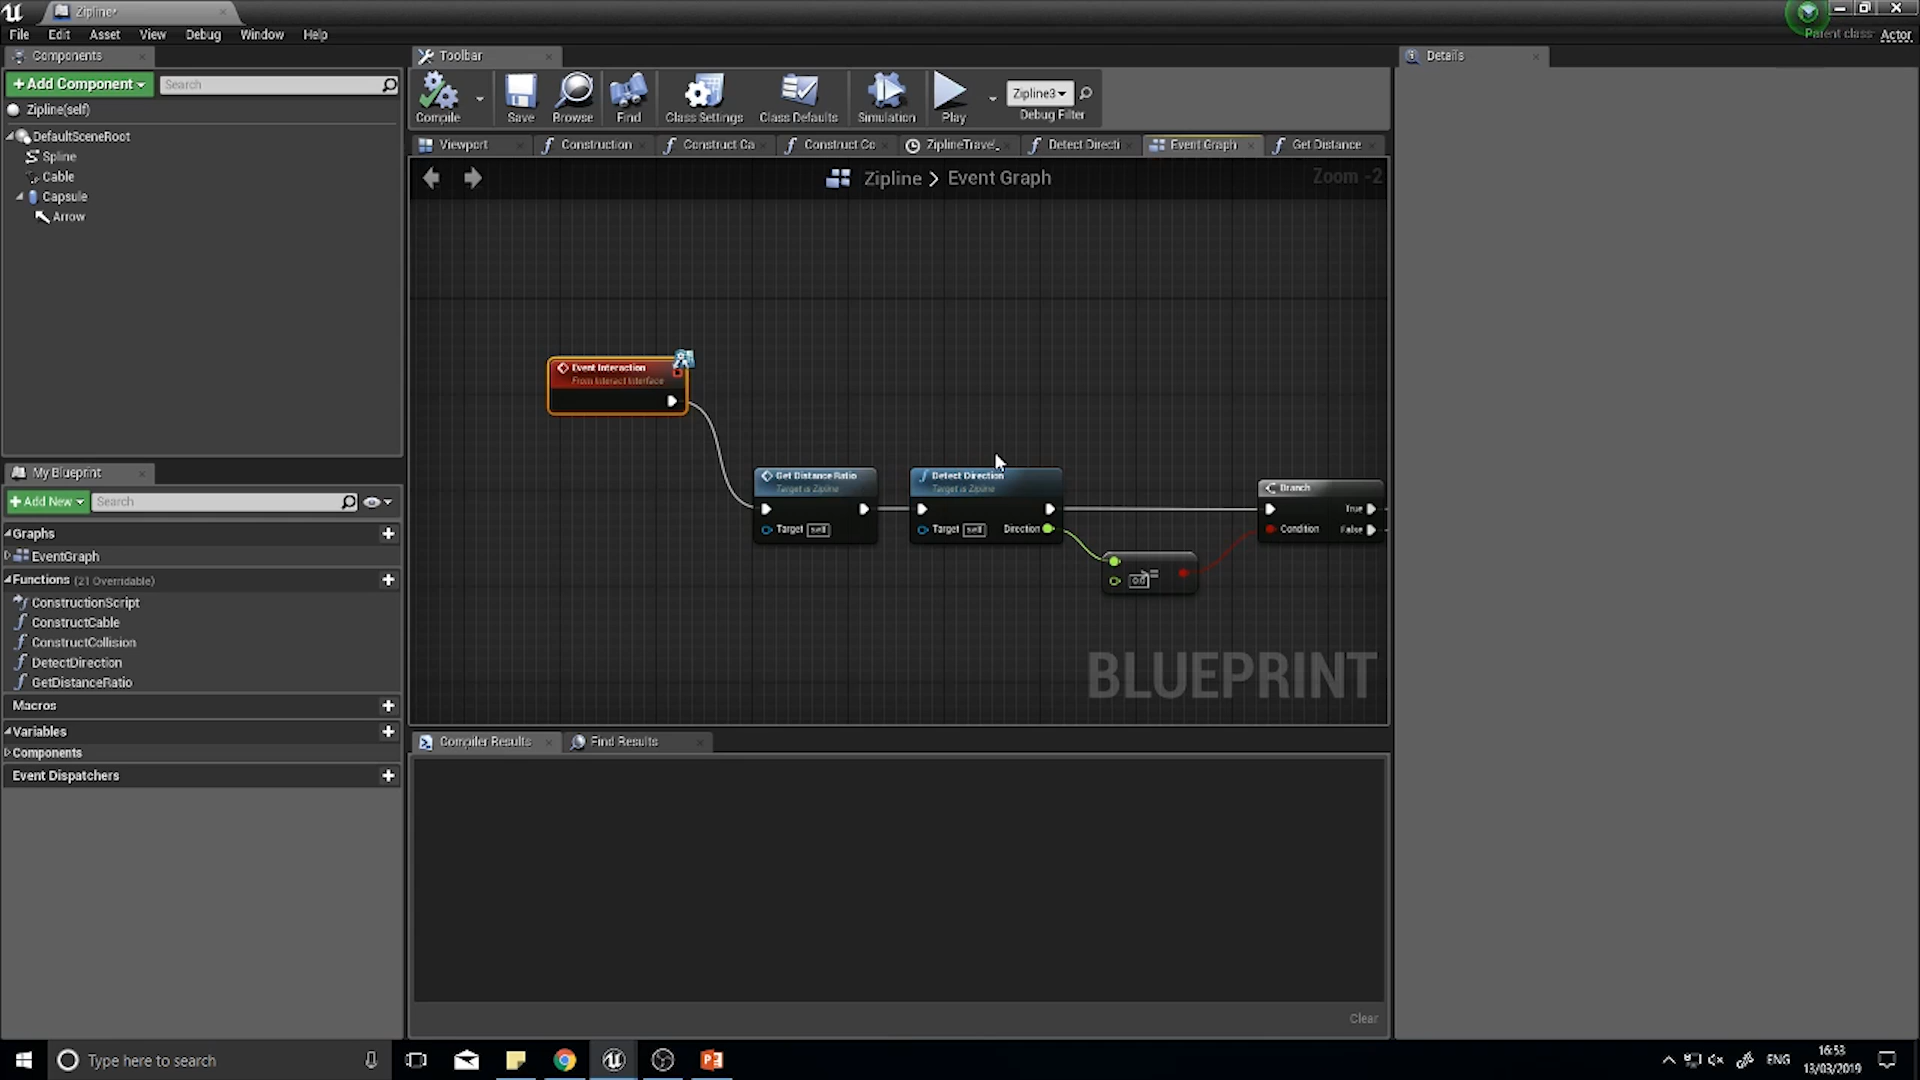 Zipline*
File Edit Asset View Debug Window Help
Parent class: Actor
Components
Toolbar
Details
+Add Component
Search
Zipline(self)
DefaultSceneRoot
Spline
Cable
Capsule
Arrow
Compile
Save
Browse
Find
Class Settings
Class Defaults
Simulation
Play
Zipline3
Debug Filter
Viewport
Construction
Construct Ca
Construct Co
ZiplineTravel_
Detect Directi
Event Graph
Get Distance
Zipline > Event Graph
Zoom -2
Event Interaction
From Interact Interface
Get Distance Ratio
Target is Zipline
Target self
Detect Direction
Target is Zipline
Target self Direction
>=
0.0
Branch
True
Condition False
BLUEPRINT
My Blueprint
+Add New
Search
Graphs
EventGraph
Functions (21 Overridable)
ConstructionScript
ConstructCable
ConstructCollision
DetectDirection
GetDistanceRatio
Macros
Variables
Components
Event Dispatchers
Compiler Results
Find Results
Clear
Type here to search
ENG
16:53
13/03/2019